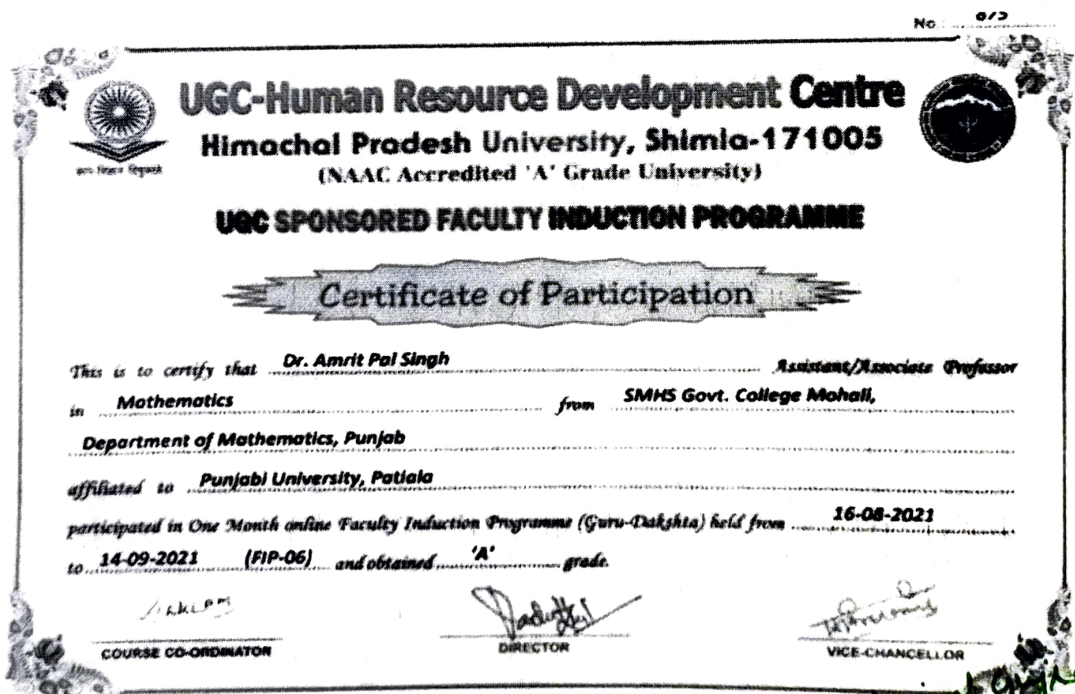 No. 673
UGC-Human Resource Development Centre
Himachal Pradesh University, Shimla-171005
(NAAC Accredited 'A' Grade University)
UGC SPONSORED FACULTY INDUCTION PROGRAMME
Certificate of Participation
This is to certify that Dr. Amrit Pal Singh Assistant/Associate Professor
in Mathematics from SMHS Govt. College Mohali,
Department of Mathematics, Punjab
affiliated to Punjabi University, Patiala
participated in One Month online Faculty Induction Programme (Guru-Dakshta) held from 16-08-2021
to 14-09-2021 (FIP-06) and obtained 'A' grade.
COURSE CO-ORDINATOR
DIRECTOR
VICE-CHANCELLOR